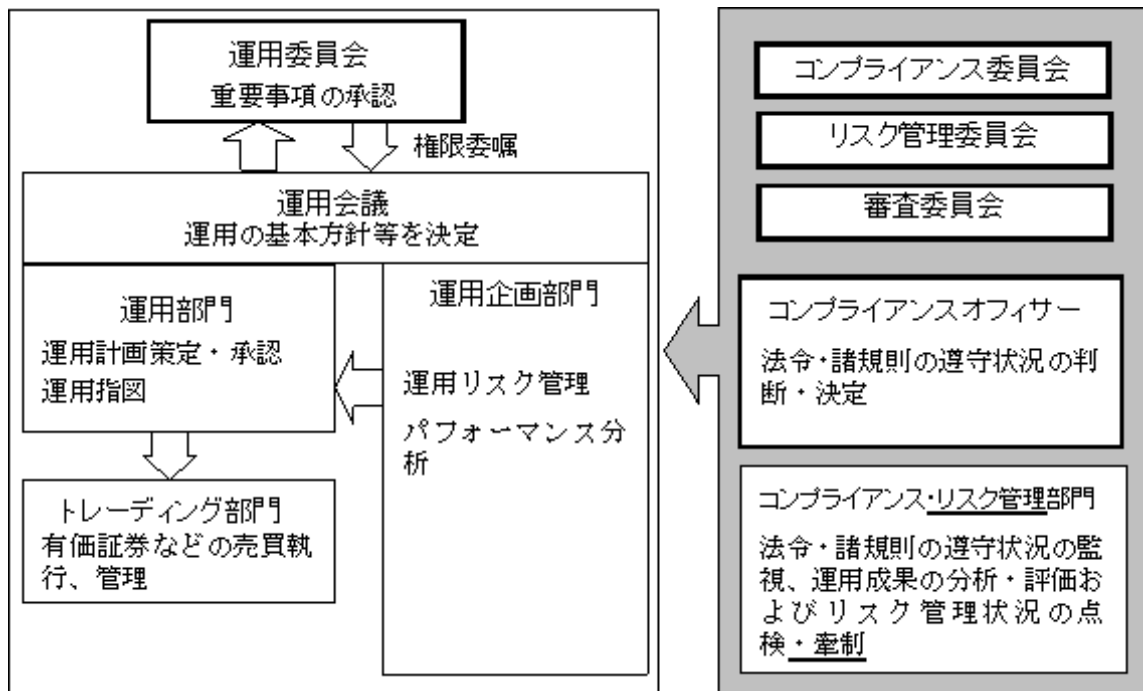 運用委員会
重要事項の承認
権限委嘱
運用会議
運用の基本方針等を決定
運用部門
運用計画策定・承認
運用指図
運用企画部門
運用リスク管理
パフォーマンス分
析
トレーディング部門
有価証券などの売買執
行、管理
コンプライアンス委員会
リスク管理委員会
審査委員会
コンプライアンスオフィサー
法令・諸規則の遵守状況の判
断・決定
コンプライアンス・リスク管理部門
法令・諸規則の遵守状況の監
視、運用成果の分析・評価お
よびリスク管理状況の点
検・牽制